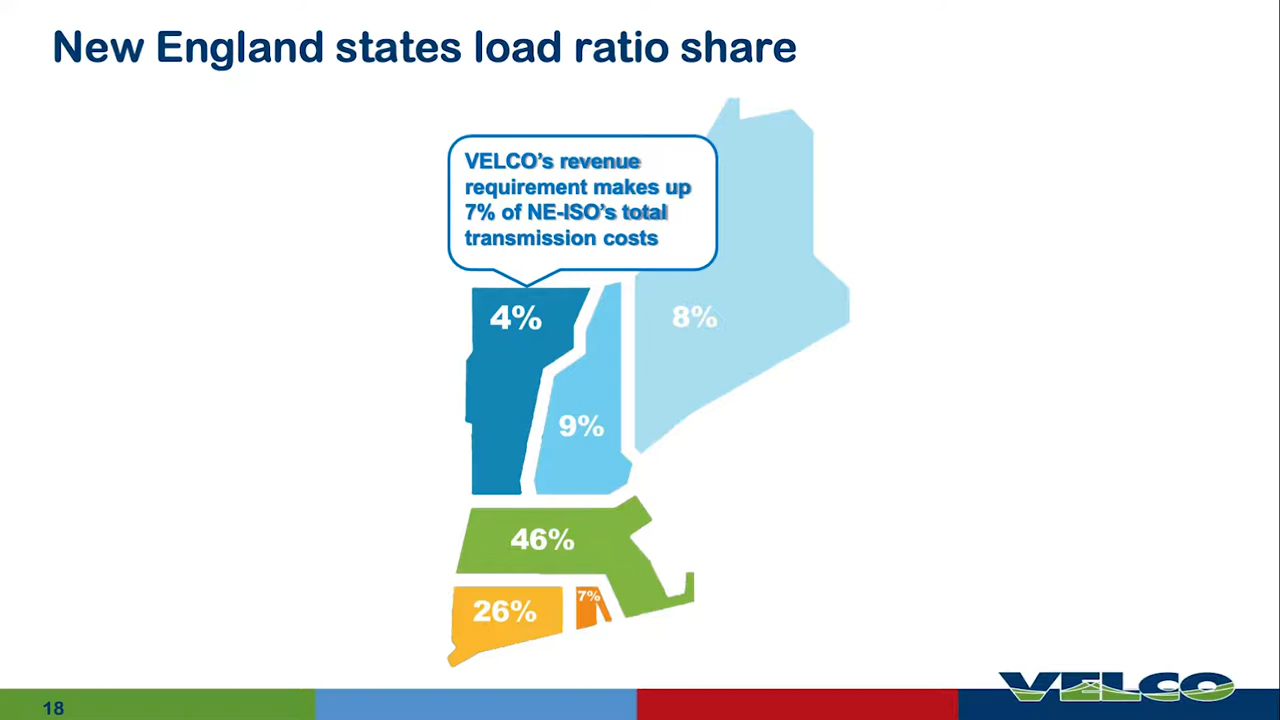 New England states load ratio share
VELCO's revenue
requirement makes up
7% of NE-ISO's total
transmission costs
4%
8%
9%
46%
26%
7%
18
VELCO